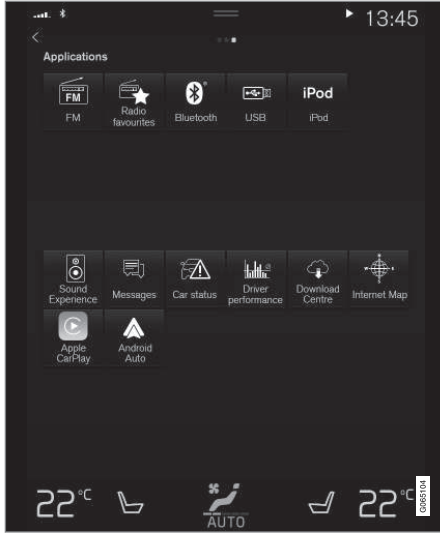 13:45
Applications
FM
FM
Radio
favourites
Bluetooth
USB
iPod
iPod
Sound
Experience
Messages
Car status
Driver
performance
Download
Centre
Internet Map
Apple
CarPlay
Android
Auto
22°C
AUTO
22°C
G065104